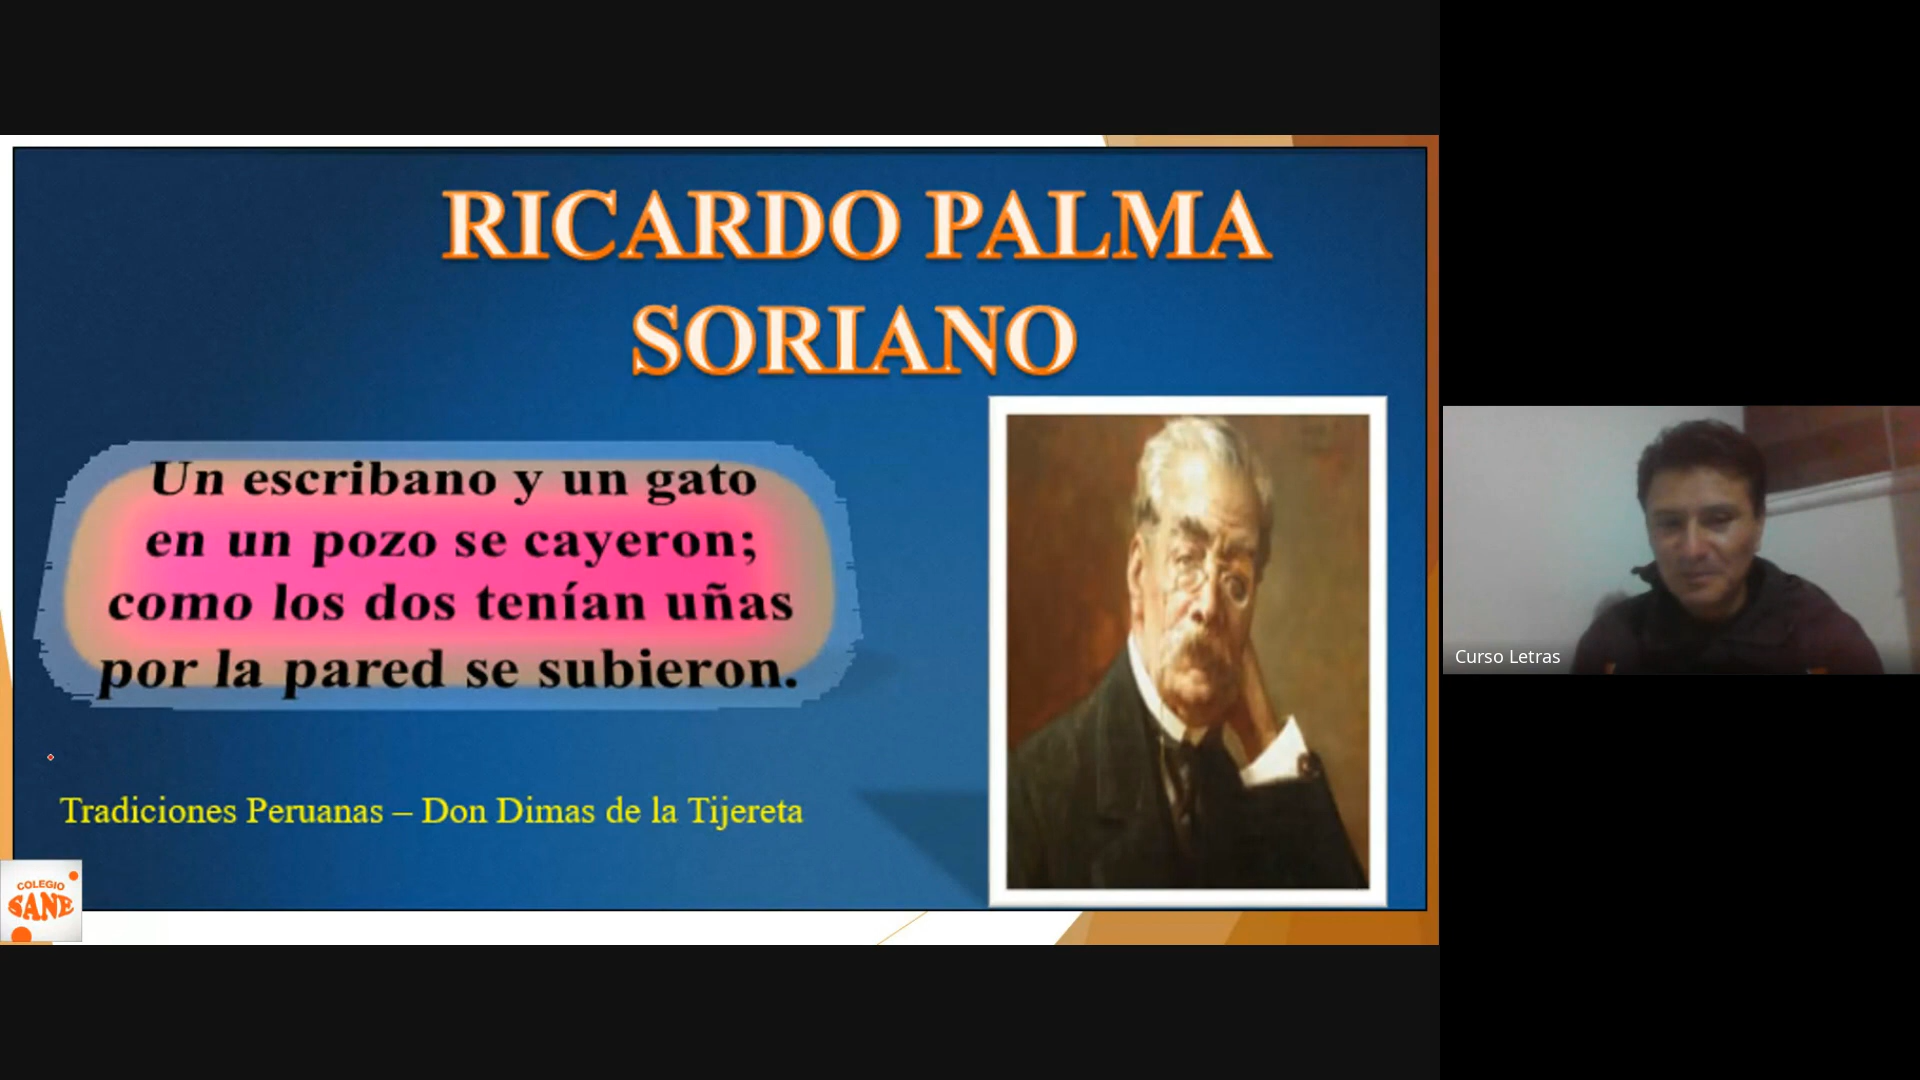 RICARDO PALMA
SORIANO
Un escribano y un gato
en un pozo se cayeron;
como los dos tenían uñas
por la pared se subieron.
Tradiciones Peruanas – Don Dimas de la Tijereta
COLEGIO
SANE
Curso Letras